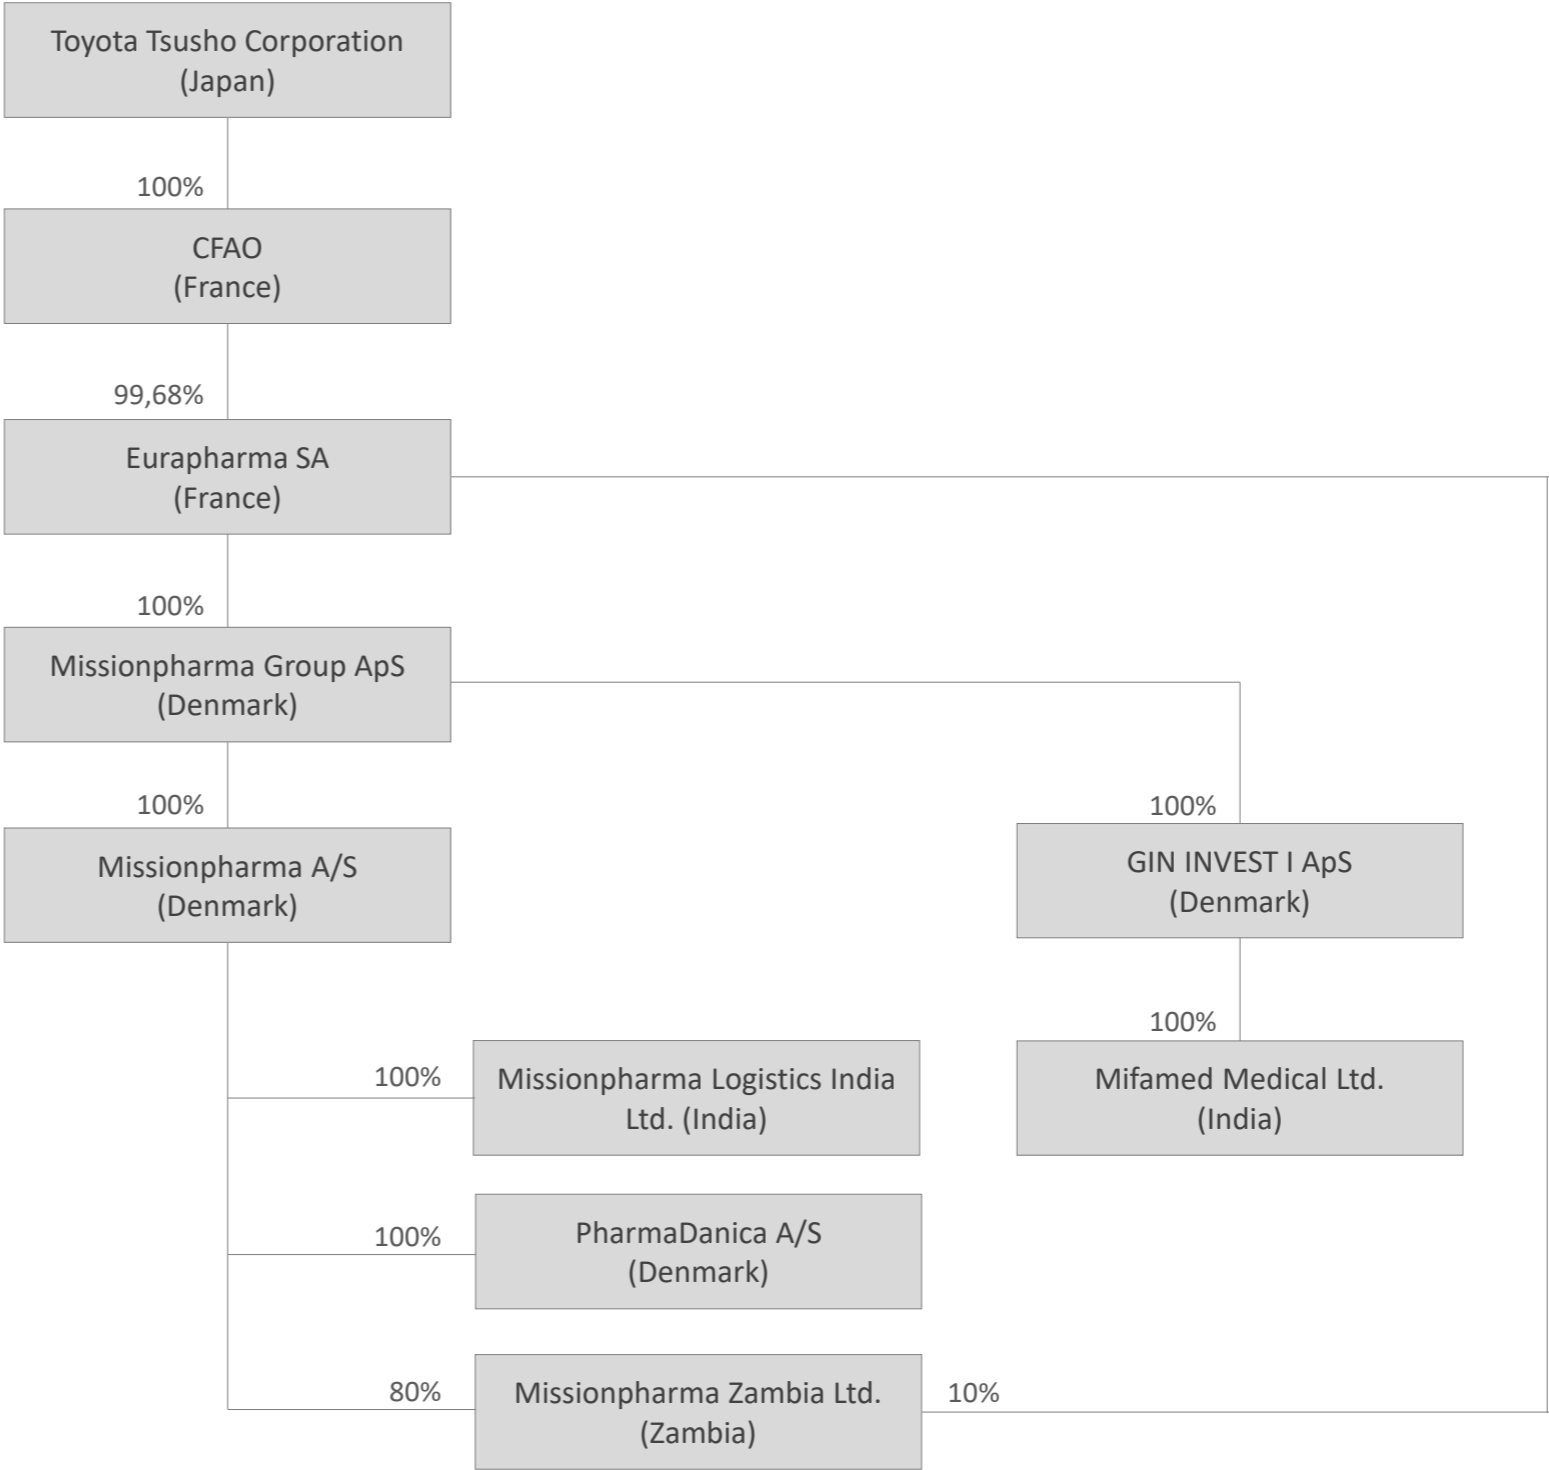 Toyota Tsusho Corporation
(Japan)
100%
CFAO
(France)
99,68%
Eurapharma SA
(France)
100%
Missionpharma Group ApS
(Denmark)
100%
Missionpharma A/S
(Denmark)
100%
GIN INVEST I ApS
(Denmark)
100%
Missionpharma Logistics India
Ltd. (India)
100%
Mifamed Medical Ltd.
(India)
100%
PharmaDanica A/S
(Denmark)
80%
Missionpharma Zambia Ltd.
(Zambia)
10%